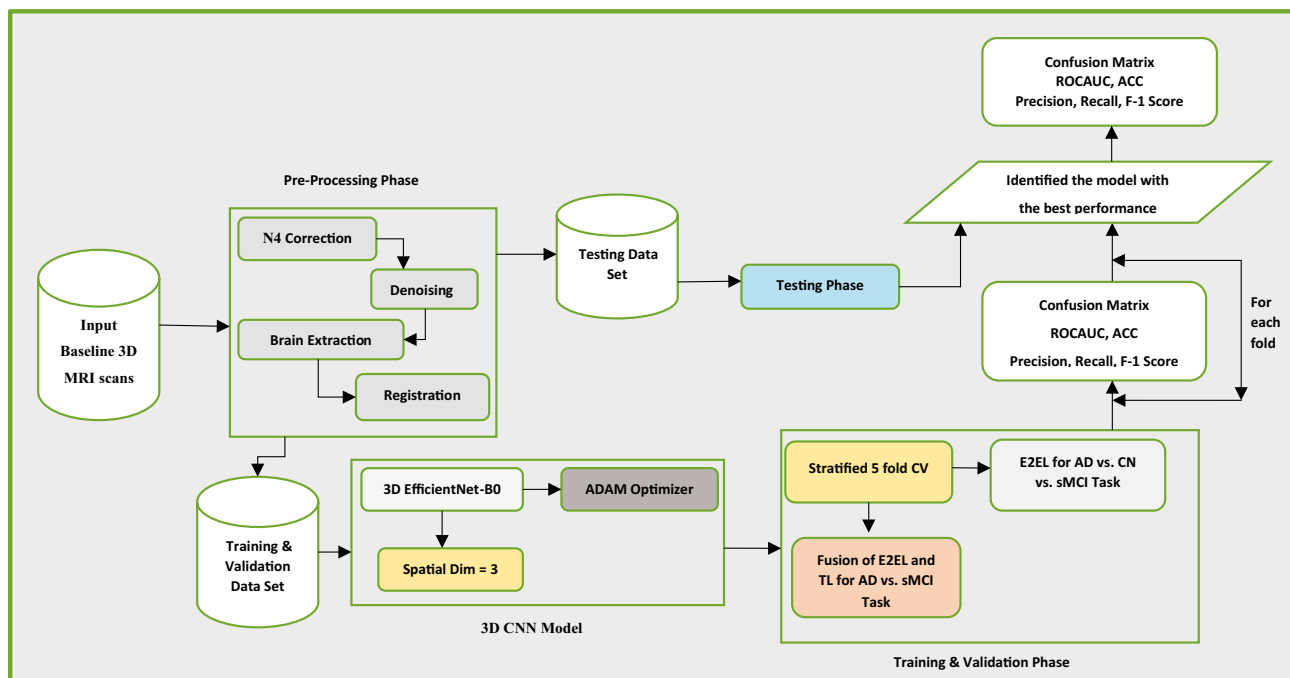 Input
Baseline 3D
MRI scans
Pre-Processing Phase
N4 Correction
Denoising
Brain Extraction
Registration
Testing Data
Set
Testing Phase
Training &
Validation
Data Set
3D EfficientNet-B0
ADAM Optimizer
Spatial Dim = 3
3D CNN Model
Stratified 5 fold CV
E2EL for AD vs. CN
vs. sMCI Task
Fusion of E2EL and
TL for AD vs. sMCI
Task
Training & Validation Phase
Confusion Matrix
ROCAUC, ACC
Precision, Recall, F-1 Score
For
each
fold
Identified the model with
the best performance
Confusion Matrix
ROCAUC, ACC
Precision, Recall, F-1 Score